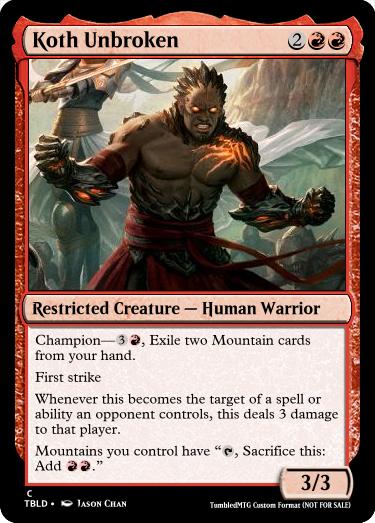 Koth Unbroken 2
Restricted Creature — Human Warrior
Champion—3, Exile two Mountain cards
from your hand.
First strike
Whenever this becomes the target of a spell or
ability an opponent controls, this deals 3 damage
to that player.
Mountains you control have “, Sacrifice this:
Add .”
3/3
C
TBLD • Jason Chan
TumbledMTG Custom Format (NOT FOR SALE)